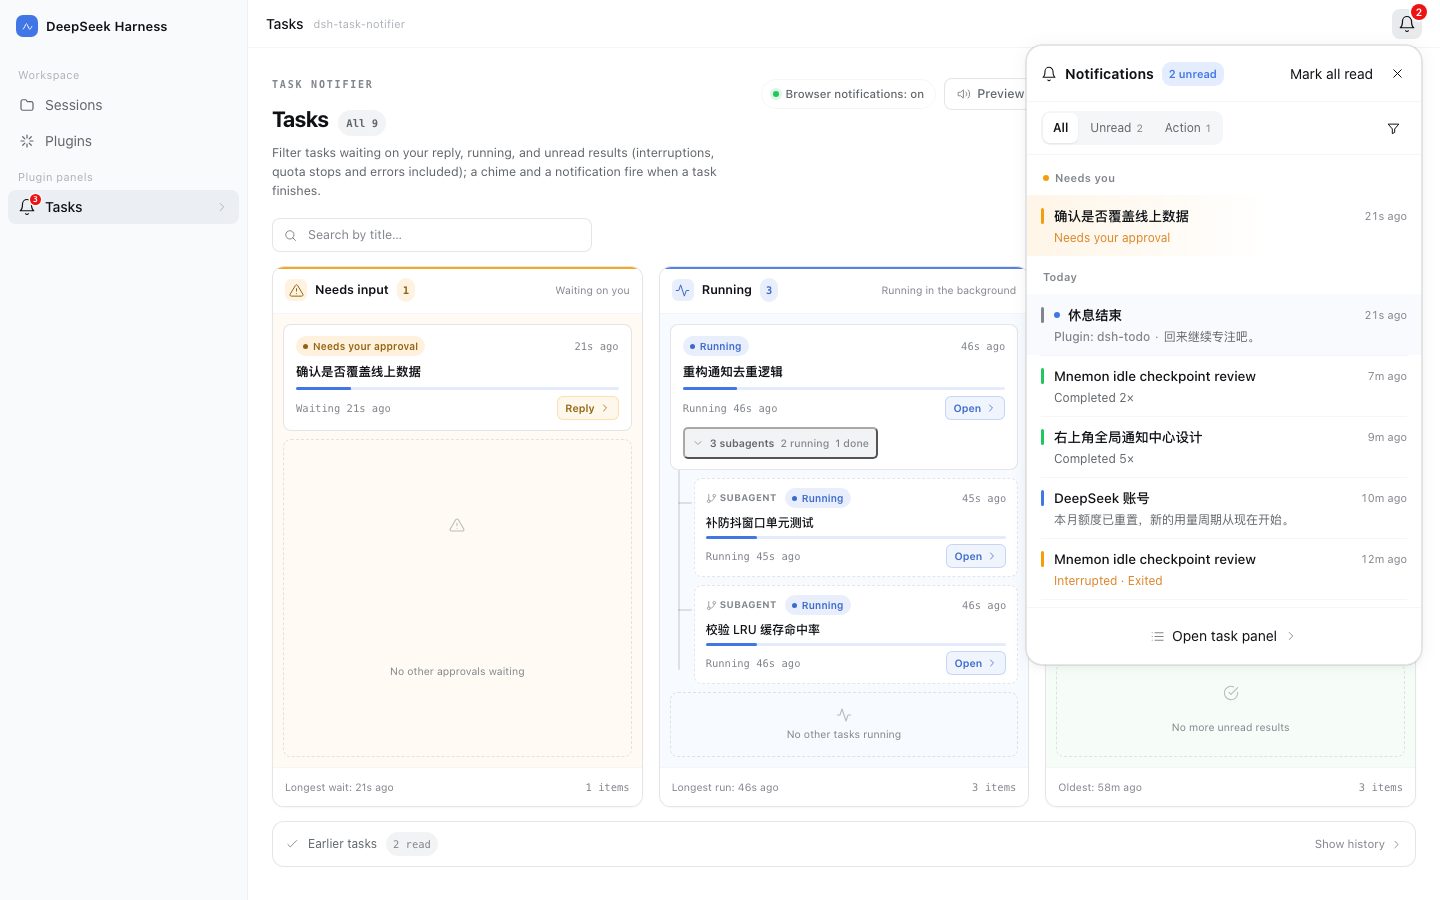 DeepSeek Harness
Workspace
Sessions
Plugins
Plugin panels
3
Tasks
Tasks dsh-task-notifier
2
TASK NOTIFIER
Tasks All 9
Filter tasks waiting on your reply, running, and unread results (interruptions,
quota stops and errors included); a chime and a notification fire when a task
finishes.
Browser notifications: on
Preview
Search by title...
Needs input 1 Waiting on you
Needs your approval 21s ago
确认是否覆盖线上数据
Waiting 21s ago Reply
No other approvals waiting
Longest wait: 21s ago 1 items
Running 3 Running in the background
Running 46s ago
重构通知去重逻辑
Running 46s ago Open
3 subagents 2 running 1 done
SUBAGENT Running 45s ago
补防抖窗口单元测试
Running 45s ago Open
SUBAGENT Running 46s ago
校验 LRU 缓存命中率
Running 46s ago Open
No other tasks running
Longest run: 46s ago 3 items
No more unread results
Oldest: 58m ago 3 items
Earlier tasks 2 read Show history
Notifications 2 unread Mark all read
All Unread 2 Action 1
Needs you
确认是否覆盖线上数据 21s ago
Needs your approval
Today
休息结束 21s ago
Plugin: dsh-todo · 回来继续专注吧。
Mnemon idle checkpoint review 7m ago
Completed 2×
右上角全局通知中心设计 9m ago
Completed 5×
DeepSeek 账号 10m ago
本月额度已重置，新的用量周期从现在开始。
Mnemon idle checkpoint review 12m ago
Interrupted · Exited
Open task panel